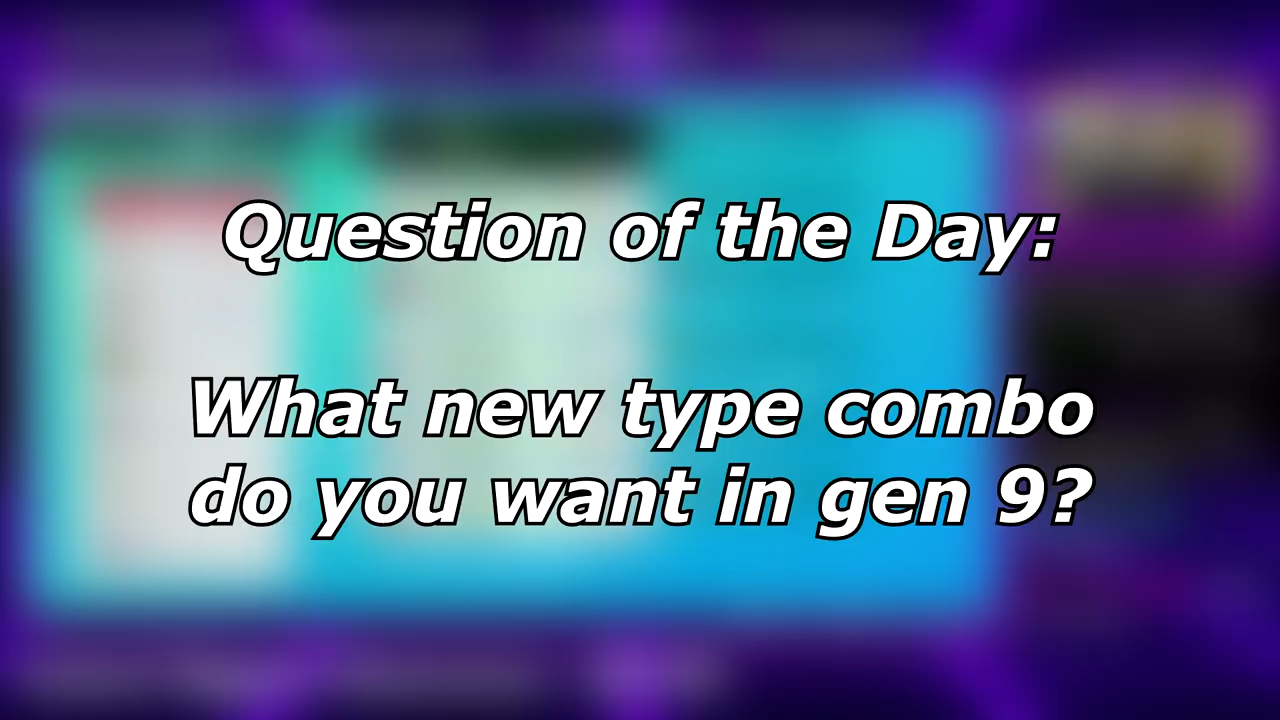 Question of the Day:
What new type combo
do you want in gen 9?